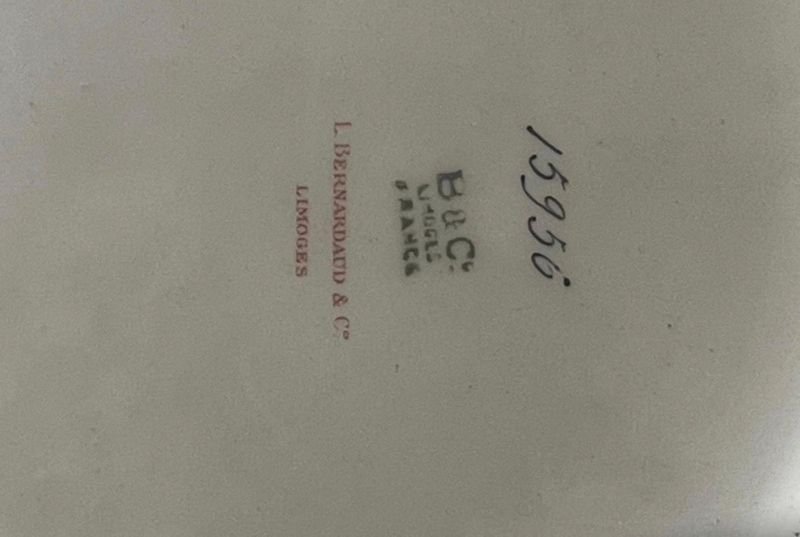 15956
B & Cº
LIMOGES
FRANCE
L. BERNARDAUD & Cº
LIMOGES